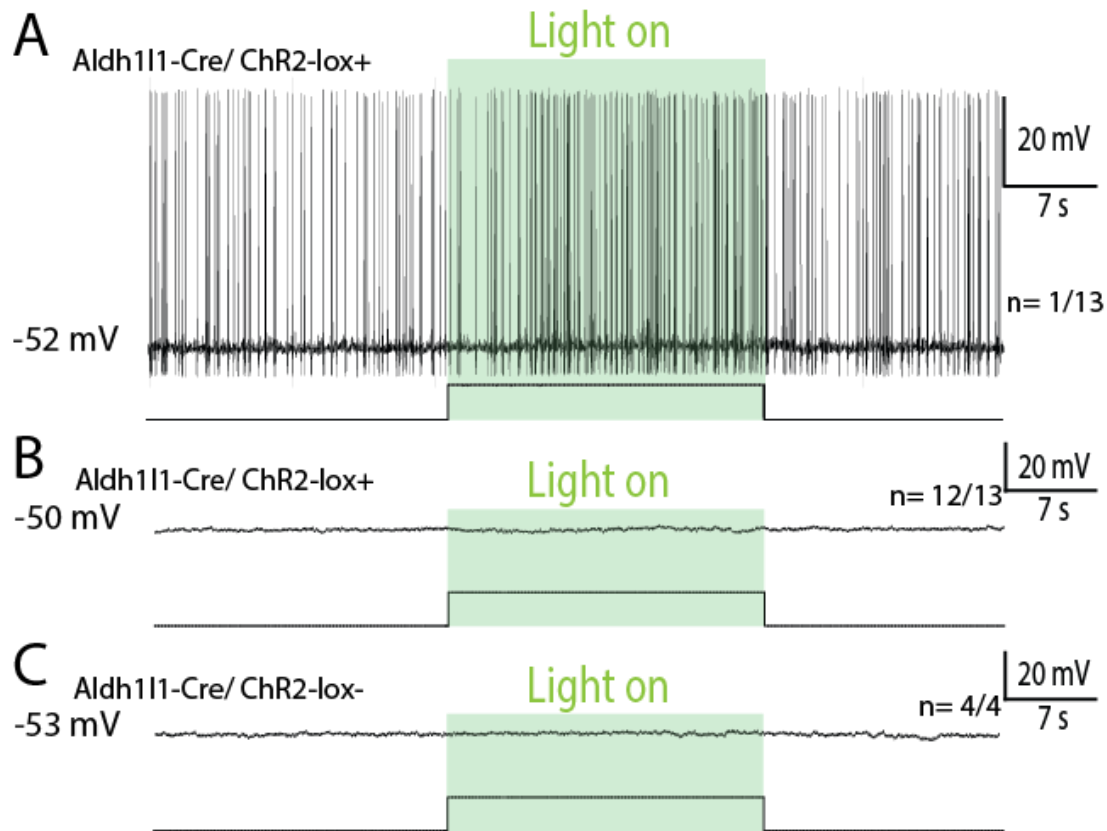 A
Light on
Aldh1l1-Cre/ ChR2-lox+
20 mV
7 s
n= 1/13
-52 mV
B
Aldh1l1-Cre/ ChR2-lox+
Light on
20 mV
n= 12/13
7 s
-50 mV
C
Aldh1l1-Cre/ ChR2-lox-
Light on
20 mV
n= 4/4
7 s
-53 mV